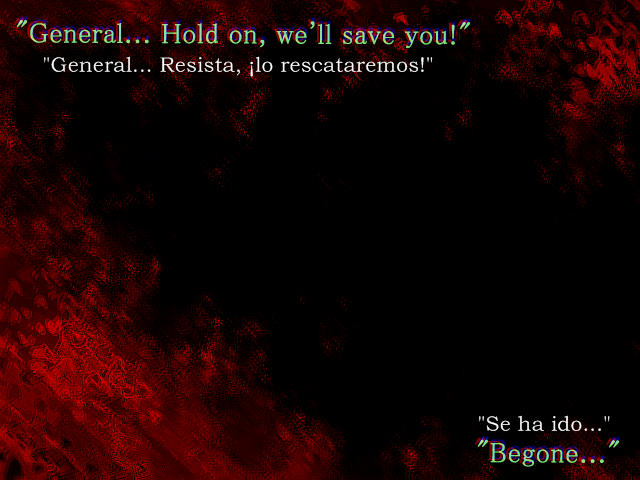 "General... Hold on, we'll save you!"
"General... Resista, ¡lo rescataremos!"
"Se ha ido..."
"Begone..."